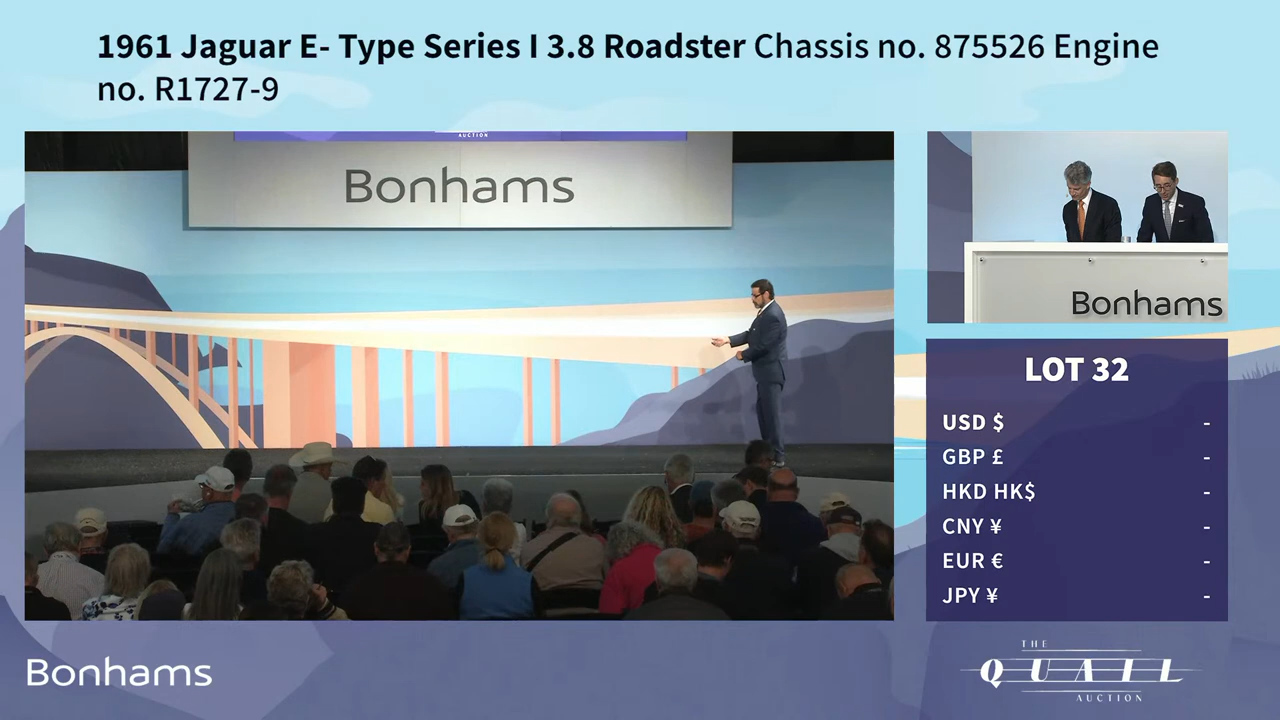 1961 Jaguar E- Type Series I 3.8 Roadster Chassis no. 875526 Engine
no. R1727-9
AUCTION
Bonhams
Bonhams
LOT 32
USD $ -
GBP £ -
HKD HK$ -
CNY ¥ -
EUR € -
JPY ¥ -
Bonhams
THE
QUAIL
AUCTION